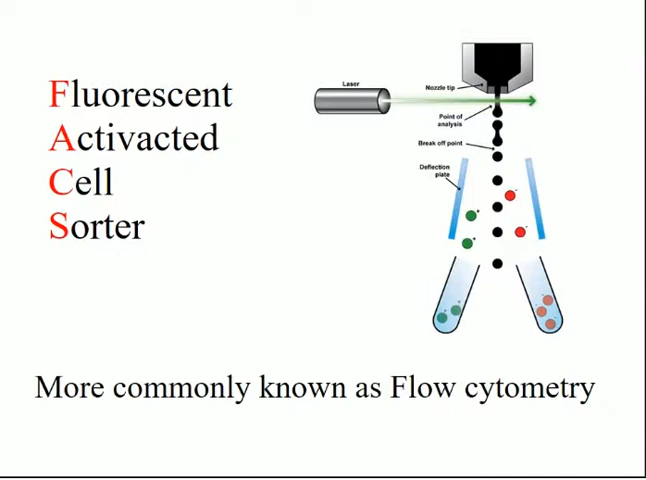 Fluorescent
Activacted
Cell
Sorter
Laser
Nozzle tip
Point of
analysis
Break off point
Deflection
plate
More commonly known as Flow cytometry